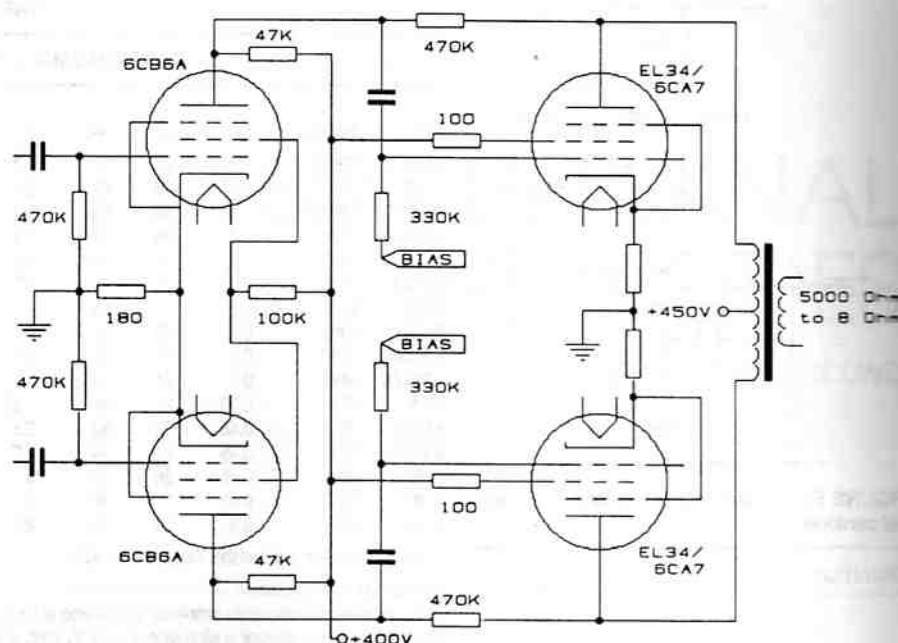 47K
470K
6CB6A
EL34/
6CA7
100
470K
330K
BIAS
180
100K
+450V
5000 Ohm
to 8 Ohm
BIAS
470K
330K
100
6CB6A
47K
EL34/
6CA7
470K
+400V